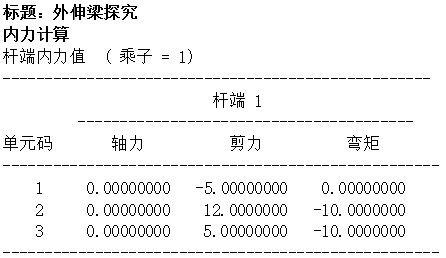 标题：外伸梁探究
内力计算
杆端内力值 （ 乘子 = 1）
--------------------------------------------------
杆端 1
----------------------------------------
单元码 轴力 剪力 弯矩
--------------------------------------------------
1 0.00000000 -5.00000000 0.00000000
2 0.00000000 12.0000000 -10.0000000
3 0.00000000 5.00000000 -10.0000000
--------------------------------------------------